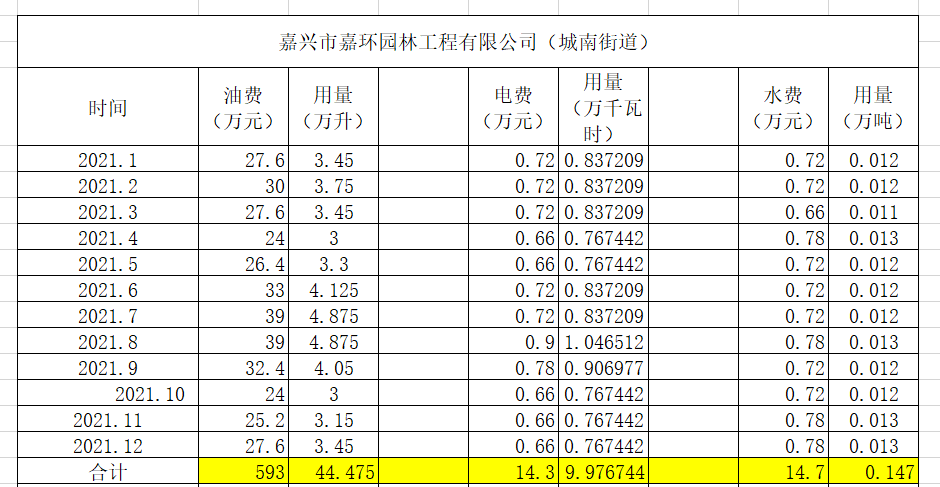 嘉兴市嘉环园林工程有限公司（城南街道）
时间 油费（万元） 用量（万升） 电费（万元） 用量（万千瓦时） 水费（万元） 用量（万吨）
2021.1 27.6 3.45 0.72 0.837209 0.72 0.012
2021.2 30 3.75 0.72 0.837209 0.72 0.012
2021.3 27.6 3.45 0.72 0.837209 0.66 0.011
2021.4 24 3 0.66 0.767442 0.78 0.013
2021.5 26.4 3.3 0.66 0.767442 0.72 0.012
2021.6 33 4.125 0.72 0.837209 0.72 0.012
2021.7 39 4.875 0.72 0.837209 0.72 0.012
2021.8 39 4.875 0.9 1.046512 0.78 0.013
2021.9 32.4 4.05 0.78 0.906977 0.72 0.012
2021.10 24 3 0.66 0.767442 0.72 0.012
2021.11 25.2 3.15 0.66 0.767442 0.78 0.013
2021.12 27.6 3.45 0.66 0.767442 0.78 0.013
合计 593 44.475 14.3 9.976744 14.7 0.147